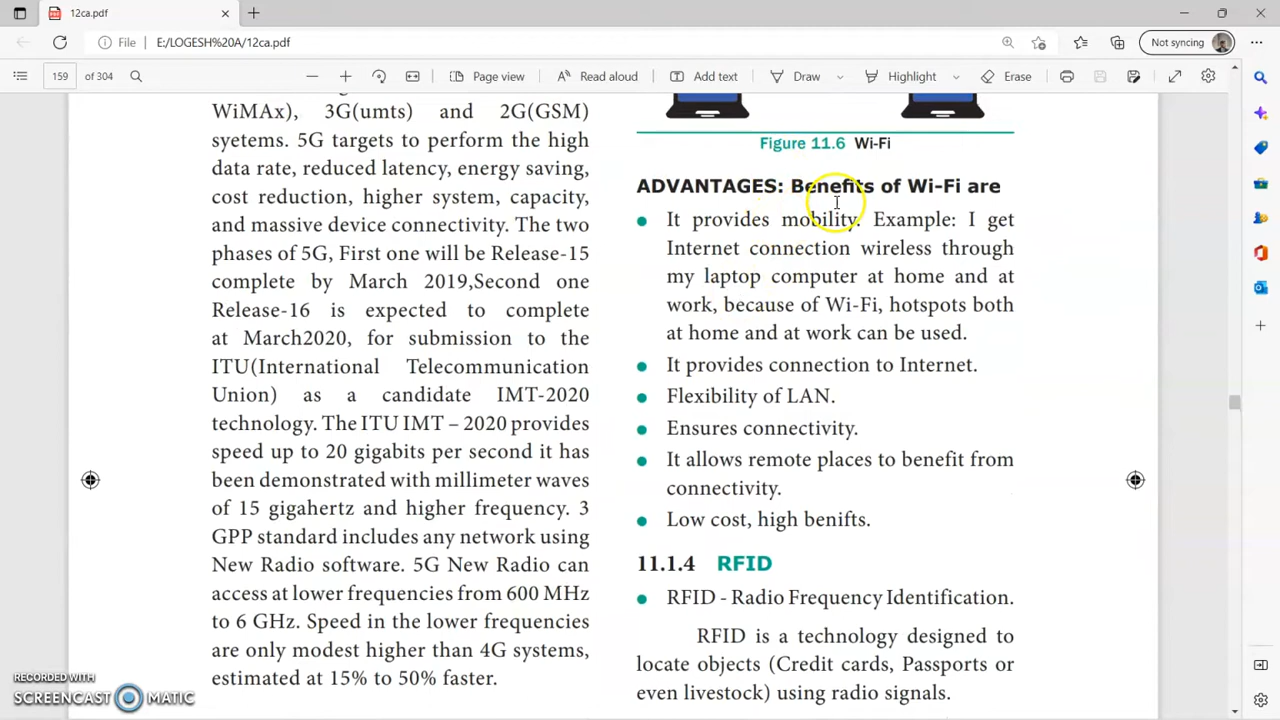 12ca.pdf
File E:/LOGESH%20A/12ca.pdf
Not syncing
159 of 304
Page view
Read aloud
Add text
Draw
Highlight
Erase
WiMAx), 3G(umts) and 2G(GSM)
syetems. 5G targets to perform the high
data rate, reduced latency, energy saving,
cost reduction, higher system, capacity,
and massive device connectivity. The two
phases of 5G, First one will be Release-15
complete by March 2019,Second one
Release-16 is expected to complete
at March2020, for submission to the
ITU(International Telecommunication
Union) as a candidate IMT-2020
technology. The ITU IMT – 2020 provides
speed up to 20 gigabits per second it has
been demonstrated with millimeter waves
of 15 gigahertz and higher frequency. 3
GPP standard includes any network using
New Radio software. 5G New Radio can
access at lower frequencies from 600 MHz
to 6 GHz. Speed in the lower frequencies
are only modest higher than 4G systems,
estimated at 15% to 50% faster.
Figure 11.6 Wi-Fi
ADVANTAGES: Benefits of Wi-Fi are
It provides mobility. Example: I get
Internet connection wireless through
my laptop computer at home and at
work, because of Wi-Fi, hotspots both
at home and at work can be used.
It provides connection to Internet.
Flexibility of LAN.
Ensures connectivity.
It allows remote places to benefit from
connectivity.
Low cost, high benifts.
11.1.4 RFID
RFID - Radio Frequency Identification.
RFID is a technology designed to
locate objects (Credit cards, Passports or
even livestock) using radio signals.
RECORDED WITH
SCREENCAST MATIC